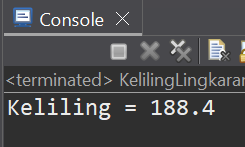 Console
<terminated> KelilingLingkaran
Keliling = 188.4